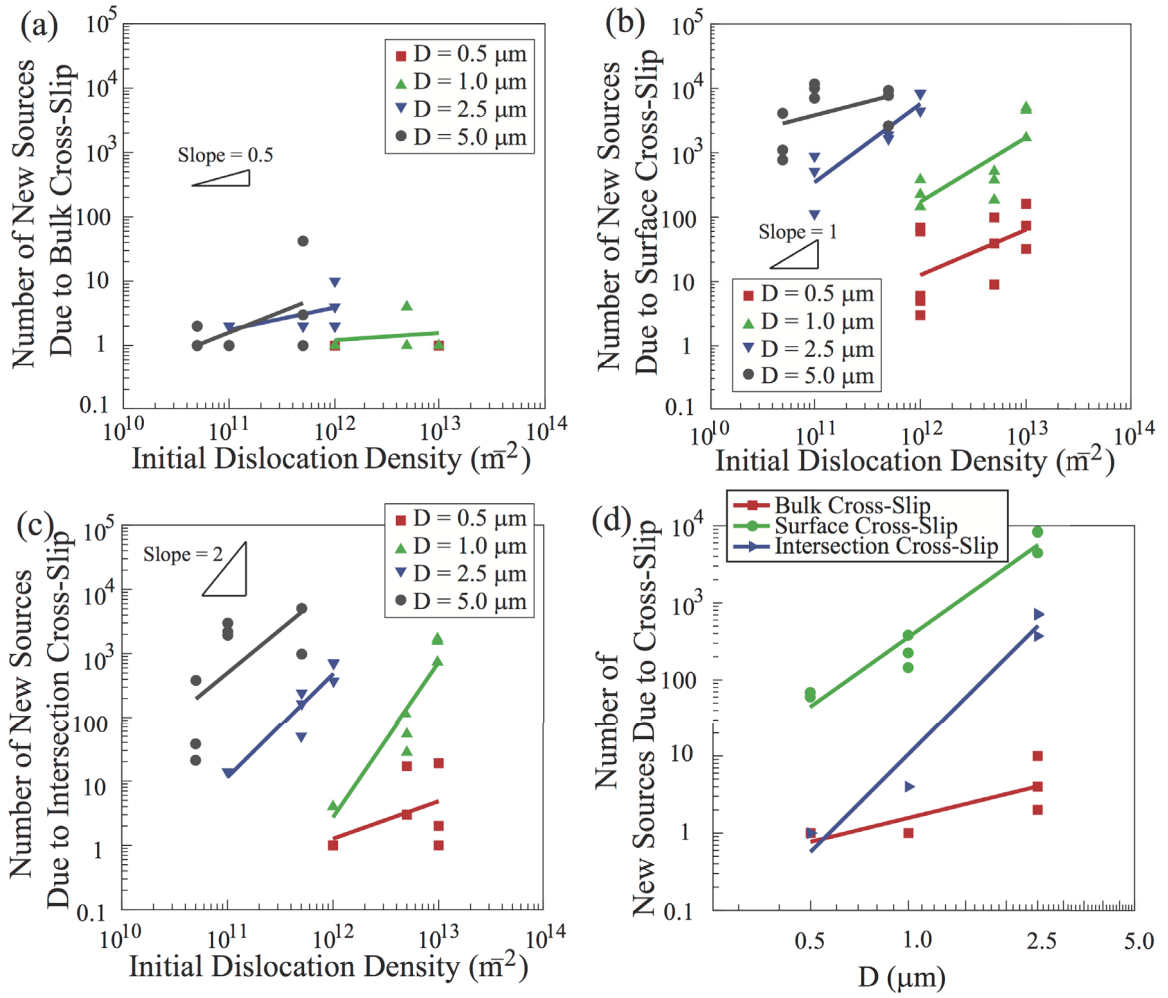 (a)
Number of New Sources
Due to Bulk Cross-Slip
10^5
10^4
10^3
100
10
1
0.1
D = 0.5 µm
D = 1.0 µm
D = 2.5 µm
D = 5.0 µm
Slope = 0.5
10^10 10^11 10^12 10^13 10^14
Initial Dislocation Density (m^-2)
(b)
Number of New Sources
Due to Surface Cross-Slip
10^5
10^4
10^3
100
10
1
0.1
Slope = 1
D = 0.5 µm
D = 1.0 µm
D = 2.5 µm
D = 5.0 µm
10^10 10^11 10^12 10^13 10^14
Initial Dislocation Density (m^-2)
(c)
Number of New Sources
Due to Intersection Cross-Slip
10^5
10^4
10^3
100
10
1
0.1
Slope = 2
D = 0.5 µm
D = 1.0 µm
D = 2.5 µm
D = 5.0 µm
10^10 10^11 10^12 10^13 10^14
Initial Dislocation Density (m^-2)
(d)
Bulk Cross-Slip
Surface Cross-Slip
Intersection Cross-Slip
Number of
New Sources Due to Cross-Slip
10^4
10^3
100
10
1
0.1
0.5 1.0 2.5 5.0
D (µm)